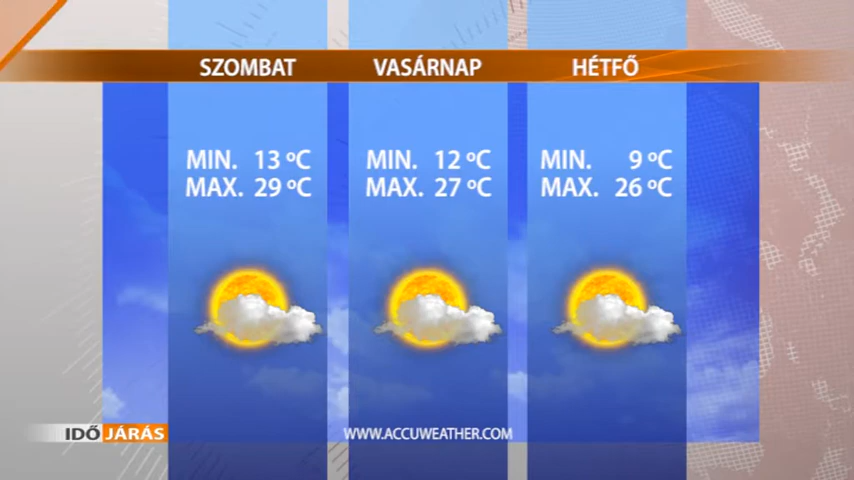 SZOMBAT VASÁRNAP HÉTFŐ
MIN. 13 ºC MIN. 12 ºC MIN. 9 ºC
MAX. 29 ºC MAX. 27 ºC MAX. 26 ºC
IDŐJÁRÁS WWW.ACCUWEATHER.COM